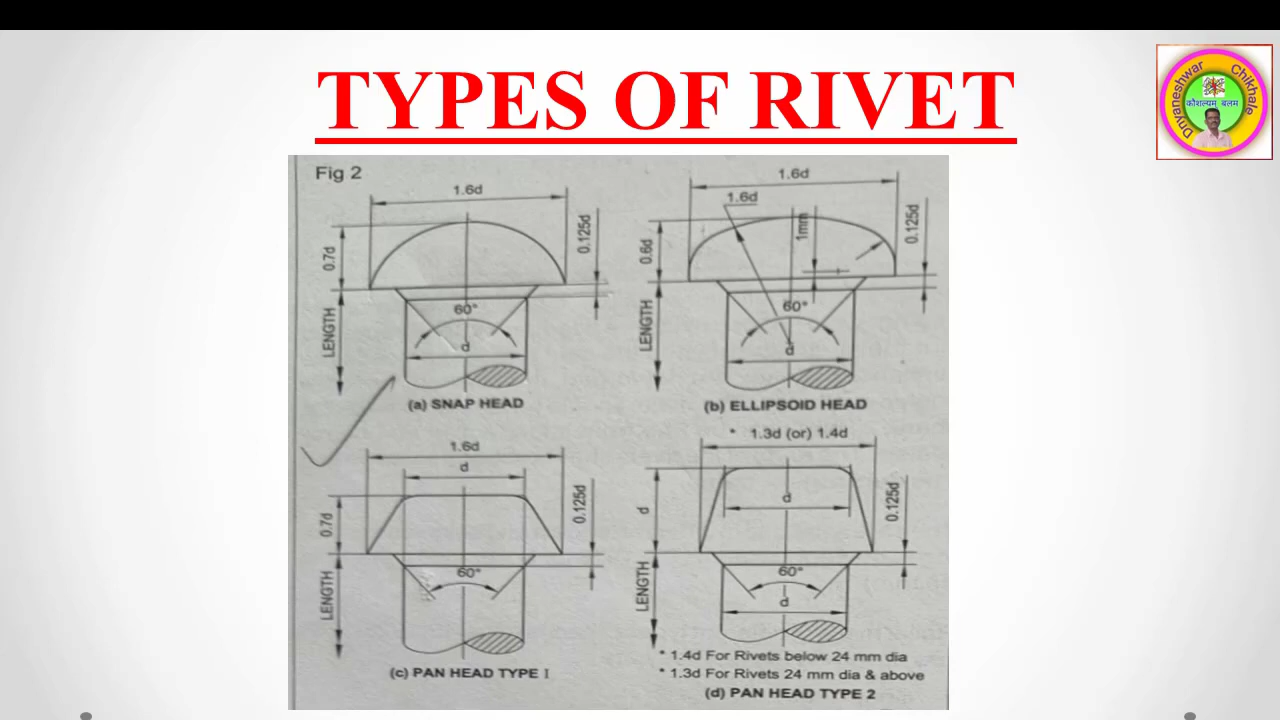 TYPES OF RIVET
Dnyaneshwar Chikhale
कौशल्यम् बलम
Fig 2
1.6d
0.7d
0.125d
LENGTH
60°
d
(a) SNAP HEAD
1.6d
1.6d
1mm
0.6d
0.125d
LENGTH
60°
d
(b) ELLIPSOID HEAD
1.6d
d
0.7d
0.125d
LENGTH
60°
(c) PAN HEAD TYPE I
* 1.3d (or) 1.4d
d
d
0.125d
LENGTH
60°
d
* 1.4d For Rivets below 24 mm dia
* 1.3d For Rivets 24 mm dia & above
(d) PAN HEAD TYPE 2